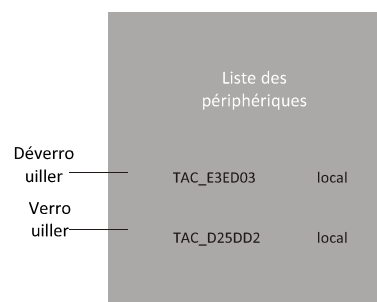 Liste des
périphériques
Déverro
uiller
TAC_E3ED03 local
Verro
uiller
TAC_D25DD2 local